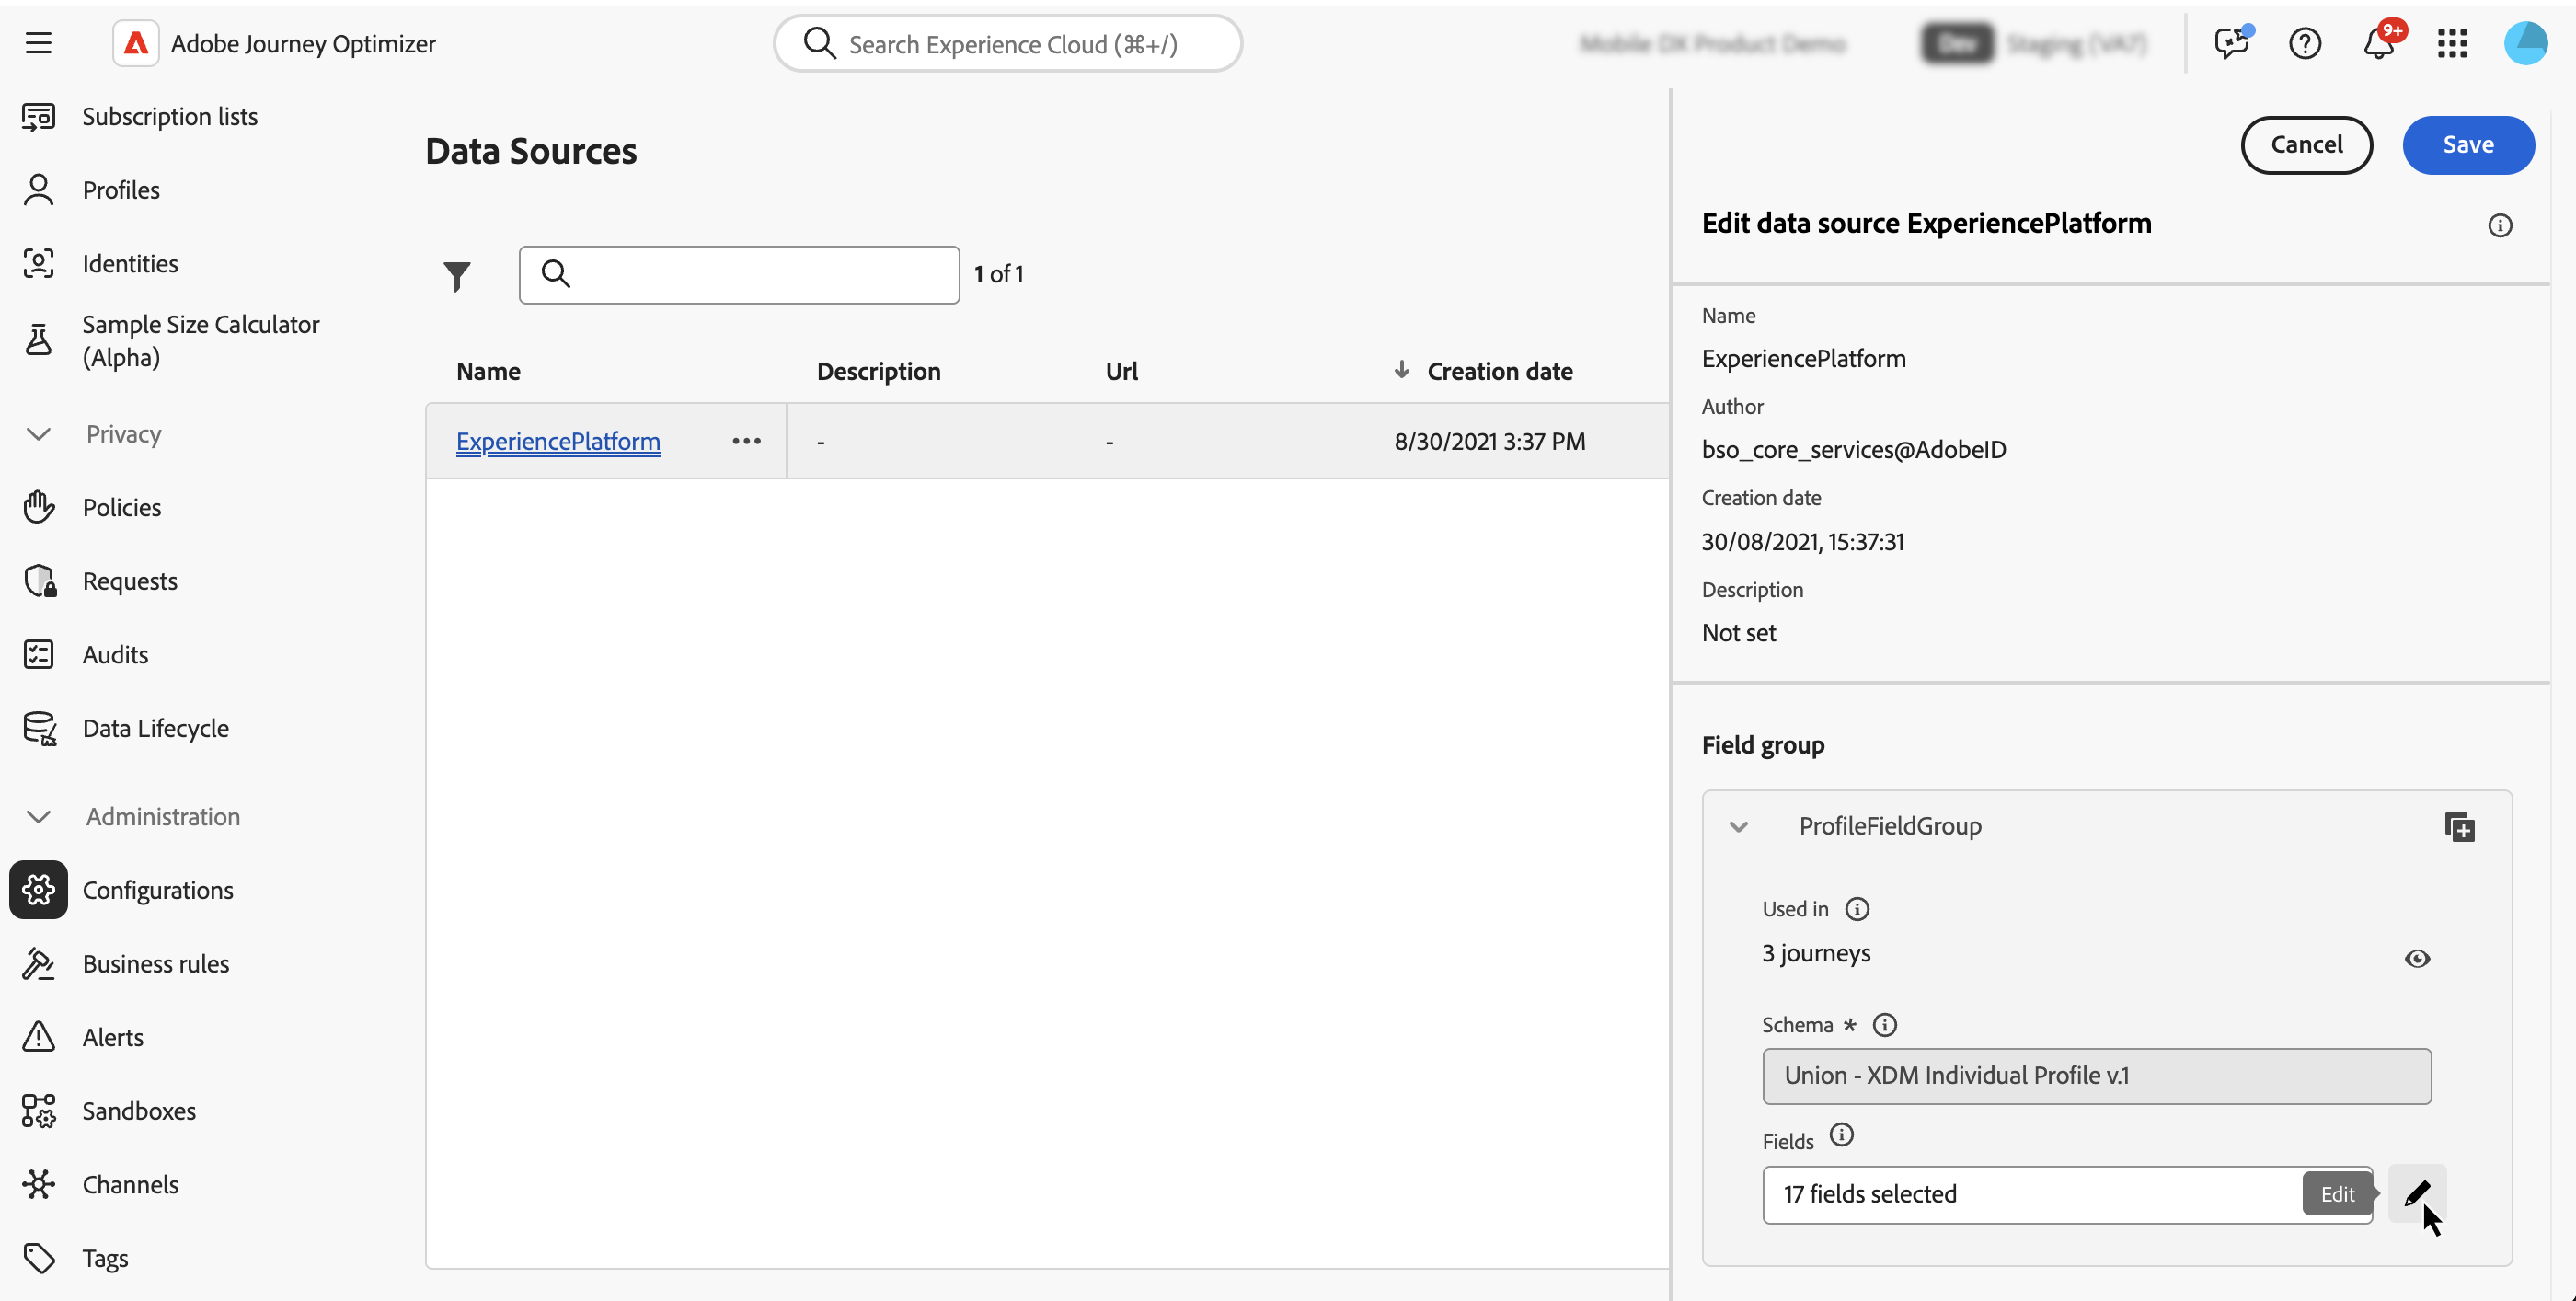 Adobe Journey Optimizer
Search Experience Cloud (⌘+/)
9+
Subscription lists
Profiles
Identities
Sample Size Calculator
(Alpha)
Privacy
Policies
Requests
Audits
Data Lifecycle
Administration
Configurations
Business rules
Alerts
Sandboxes
Channels
Tags
Data Sources
1 of 1
Name Description Url Creation date
ExperiencePlatform - - 8/30/2021 3:37 PM
Cancel Save
Edit data source ExperiencePlatform
Name
ExperiencePlatform
Author
bso_core_services@AdobeID
Creation date
30/08/2021, 15:37:31
Description
Not set
Field group
ProfileFieldGroup
Used in
3 journeys
Schema *
Union - XDM Individual Profile v.1
Fields
17 fields selected
Edit